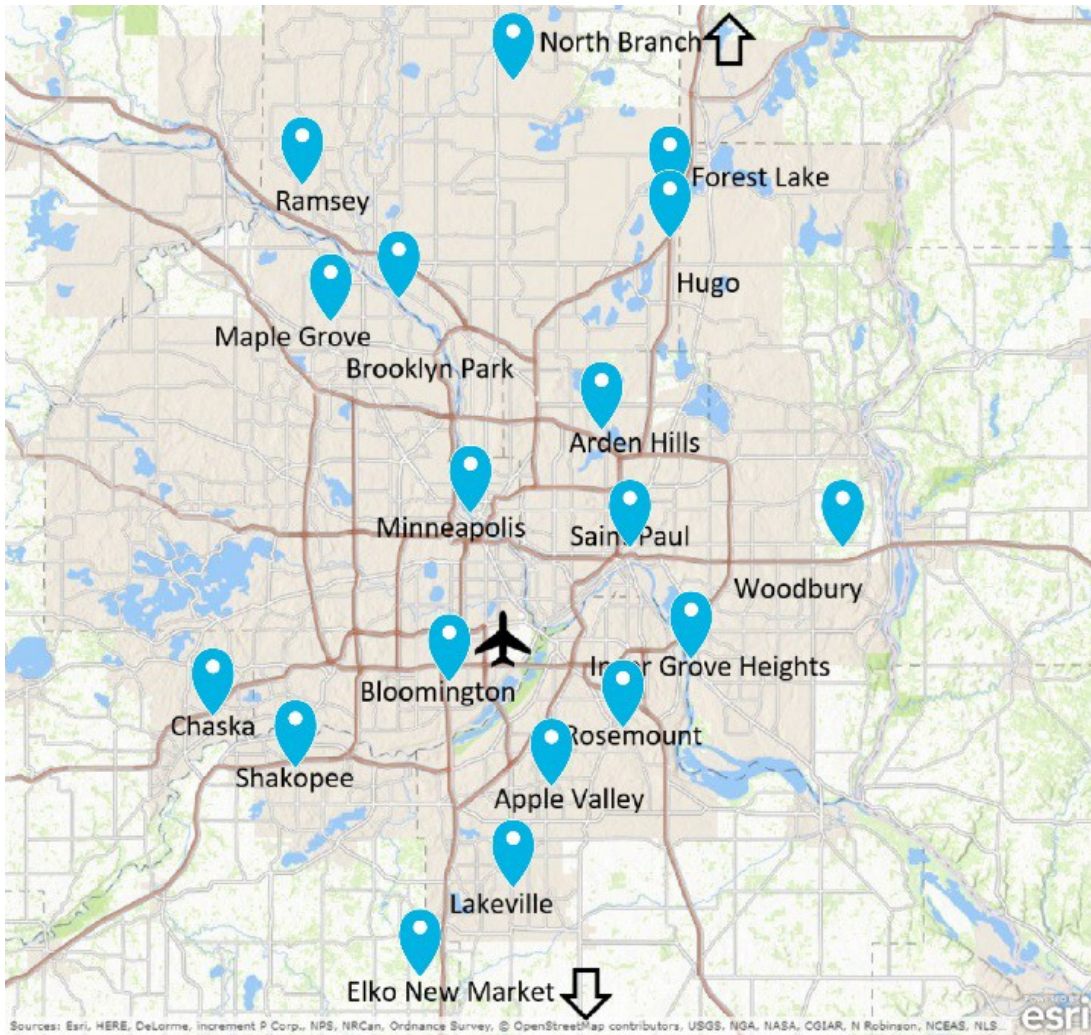 North Branch
Forest Lake
Ramsey
Hugo
Maple Grove
Brooklyn Park
Arden Hills
Minneapolis
Saint Paul
Woodbury
Inver Grove Heights
Bloomington
Chaska
Rosemount
Shakopee
Apple Valley
Lakeville
Elko New Market
POWERED BY
esri
Sources: Esri, HERE, DeLorme, increment P Corp., NPS, NRCan, Ordnance Survey, © OpenStreetMap contributors, USGS, NGA, NASA, CGIAR, N Robinson, NCEAS, NLS,